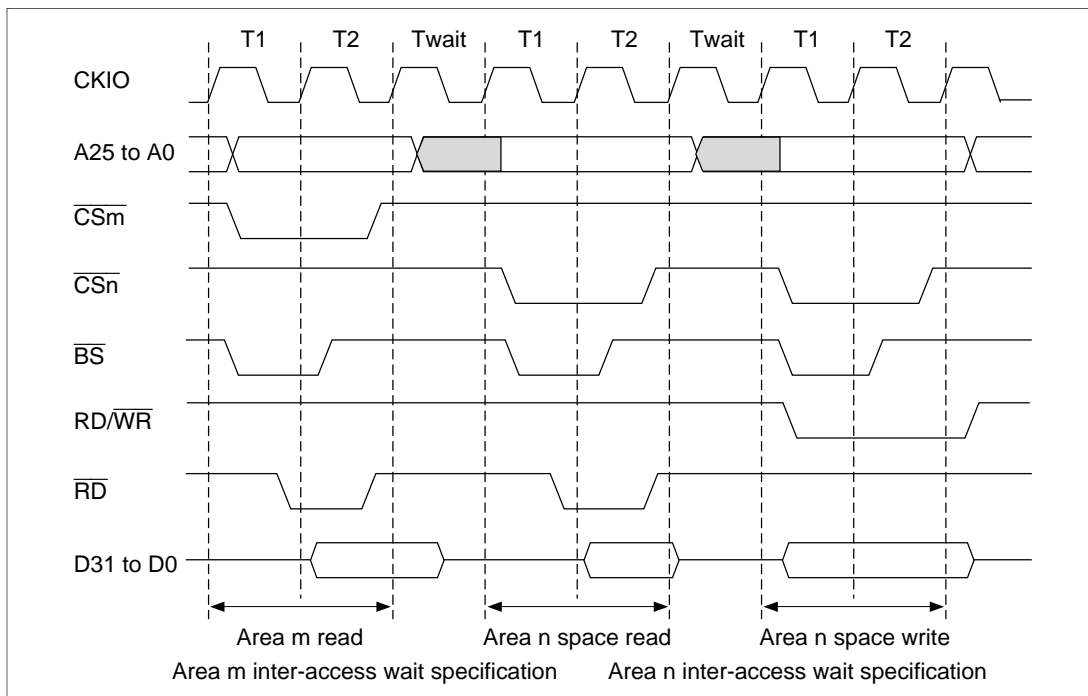 T1 T2 Twait T1 T2 Twait T1 T2
CKIO
A25 to A0
CSm
CSn
BS
RD/WR
RD
D31 to D0
Area m read Area n space read Area n space write
Area m inter-access wait specification Area n inter-access wait specification